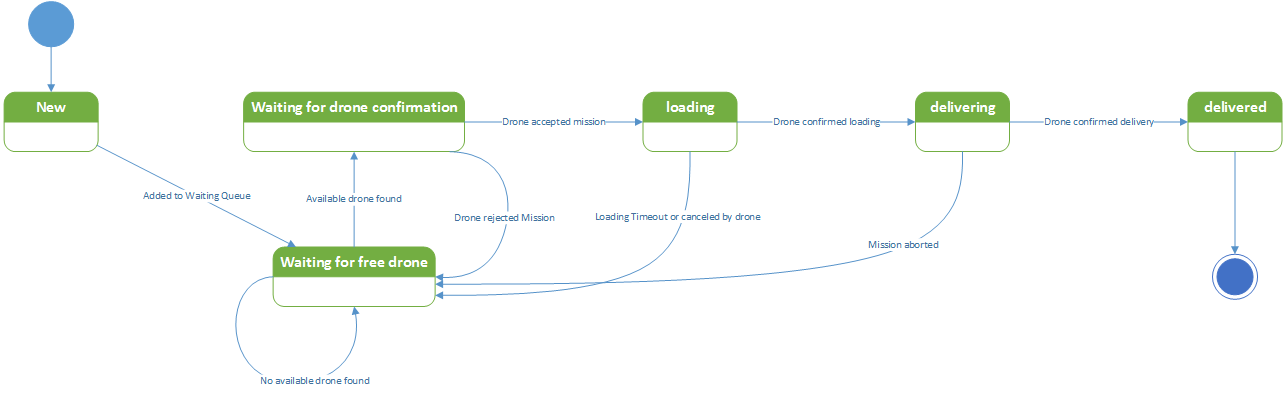 New
Waiting for drone confirmation
loading
delivering
delivered
Drone accepted mission
Drone confirmed loading
Drone confirmed delivery
Added to Waiting Queue
Available drone found
Drone rejected Mission
Loading Timeout or canceled by drone
Mission aborted
Waiting for free drone
No available drone found